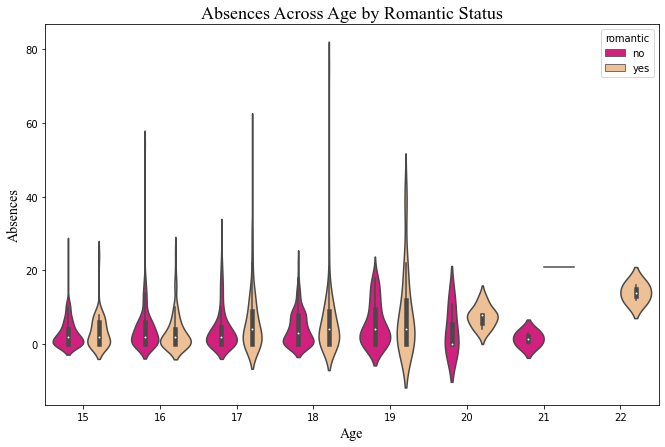 Absences Across Age by Romantic Status
romantic
no
yes
Absences
80
60
40
20
0
15 16 17 18 19 20 21 22
Age